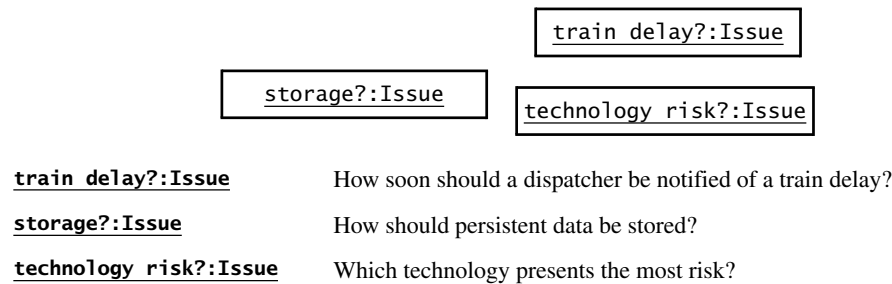 train delay?:Issue
storage?:Issue
technology risk?:Issue
train delay?:Issue How soon should a dispatcher be notified of a train delay?
storage?:Issue How should persistent data be stored?
technology risk?:Issue Which technology presents the most risk?